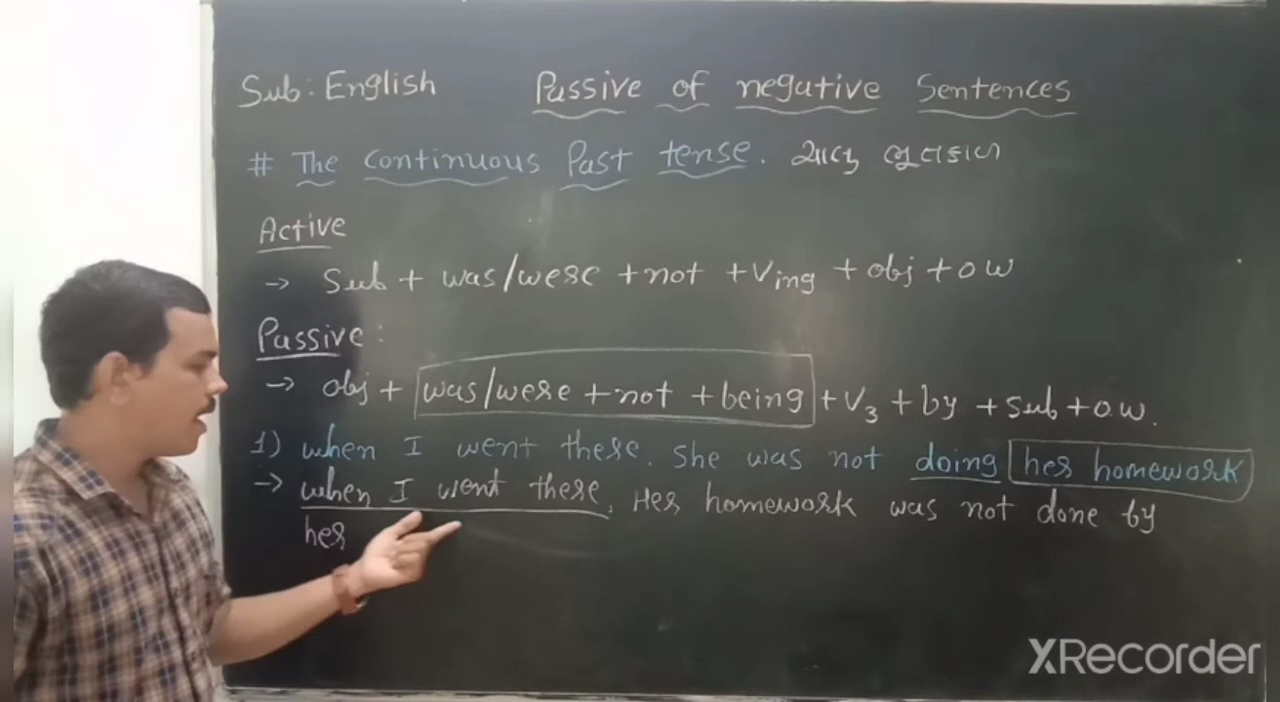 Sub: English Passive of negative Sentences
# The continuous Past tense. ચાલુ ભૂતકાળ
Active
→ Sub + was/were + not + Ving + obj + o.w
Passive:
→ obj + was/were + not + being + V3 + by + sub + o.w.
1) when I went there. She was not doing her homework
→ when I went there, Her homework was not done by
her
XRecorder